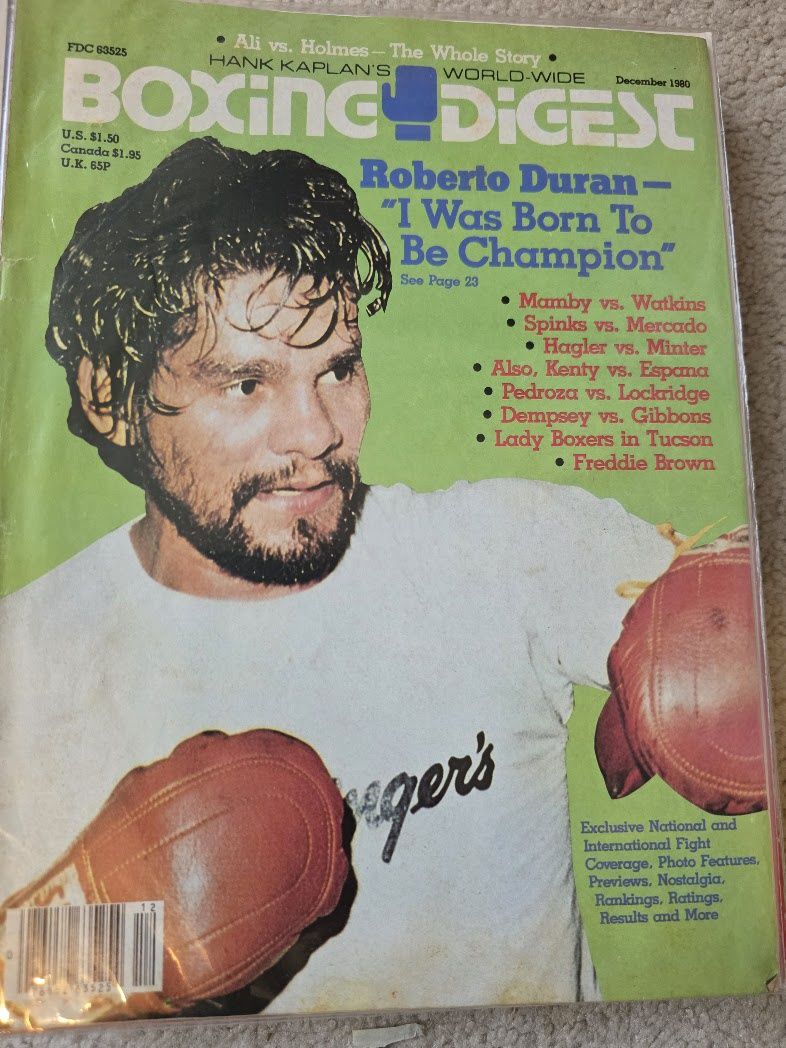 FDC 63525
• Ali vs. Holmes—The Whole Story •
HANK KAPLAN'S WORLD-WIDE
December 1980
BOXiNG DiGEST
U.S. $1.50
Canada $1.95
U.K. 65P
Roberto Duran—
"I Was Born To
Be Champion"
See Page 23
• Mamby vs. Watkins
• Spinks vs. Mercado
• Hagler vs. Minter
• Also, Kenty vs. Espana
• Pedroza vs. Lockridge
• Dempsey vs. Gibbons
• Lady Boxers in Tucson
• Freddie Brown
Exclusive National and
International Fight
Coverage, Photo Features,
Previews, Nostalgia,
Rankings, Ratings,
Results and More
12
0